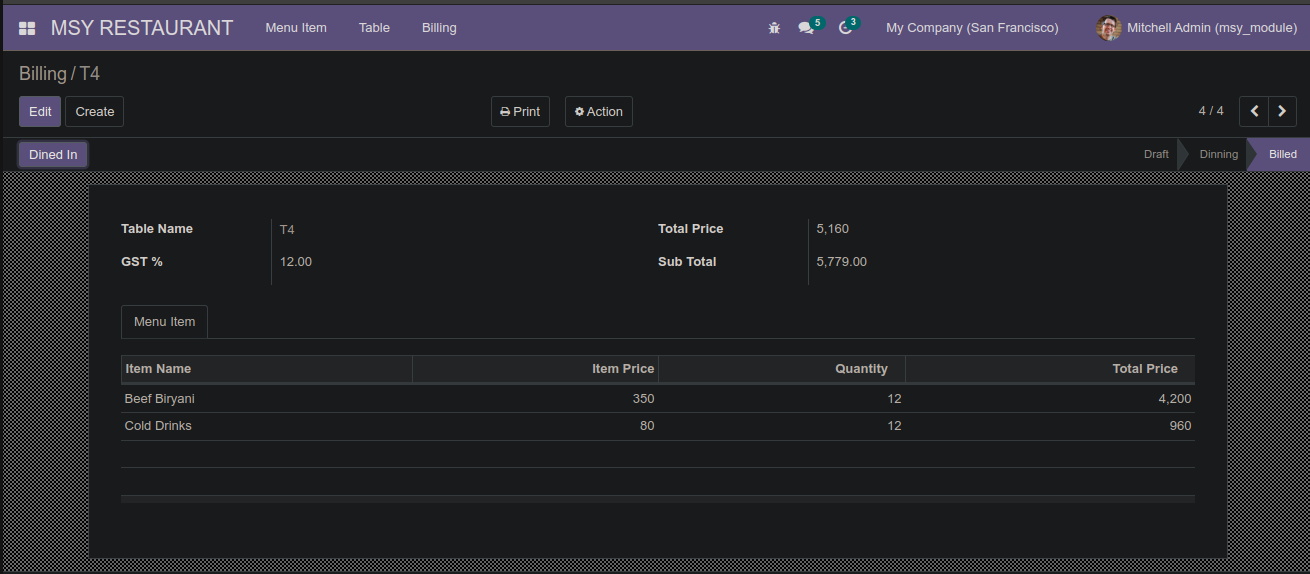 MSY RESTAURANT Menu Item Table Billing 5 3 My Company (San Francisco) Mitchell Admin (msy_module)
Billing / T4
Edit Create Print Action 4 / 4
Dined In Draft Dinning Billed
Table Name T4 Total Price 5,160
GST % 12.00 Sub Total 5,779.00
Menu Item
Item Name Item Price Quantity Total Price
Beef Biryani 350 12 4,200
Cold Drinks 80 12 960